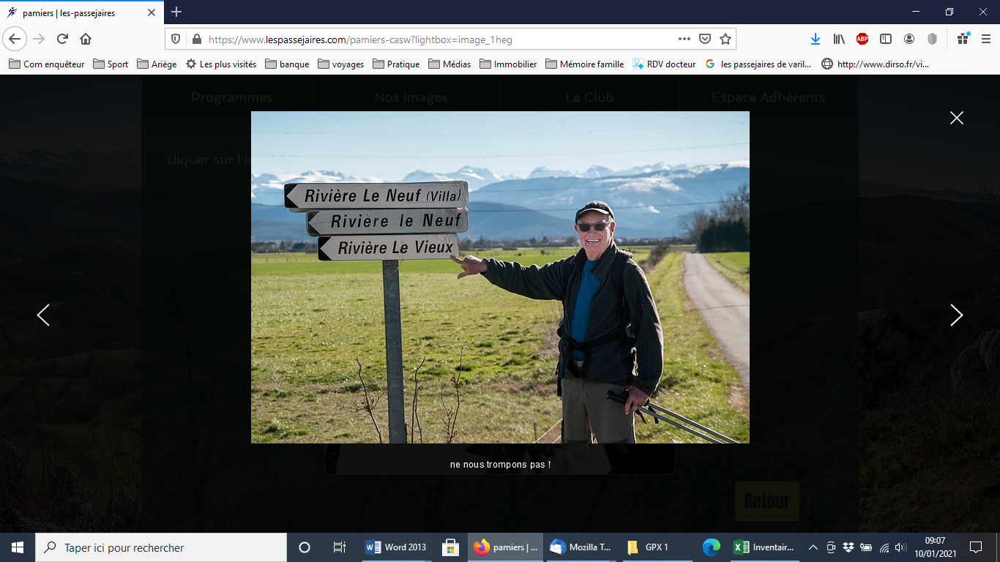 pamiers | les-passejaires
https://www.lespassejaires.com/pamiers-casw?lightbox=image_1heg
Com enquêteur
Sport
Ariège
Les plus visités
banque
voyages
Pratique
Médias
Immobilier
Mémoire famille
RDV docteur
les passejaires de varil...
http://www.dirso.fr/vi...
Programmes
Nos images
Le Club
Espace Adhérents
cliquer sur l'i
Rivière Le Neuf (Villa)
Rivière le Neuf
Rivière Le Vieux
ne nous trompons pas !
Retour
Taper ici pour rechercher
Word 2013
pamiers | ...
Mozilla T...
GPX 1
Inventair...
09:07
10/01/2021
ABP